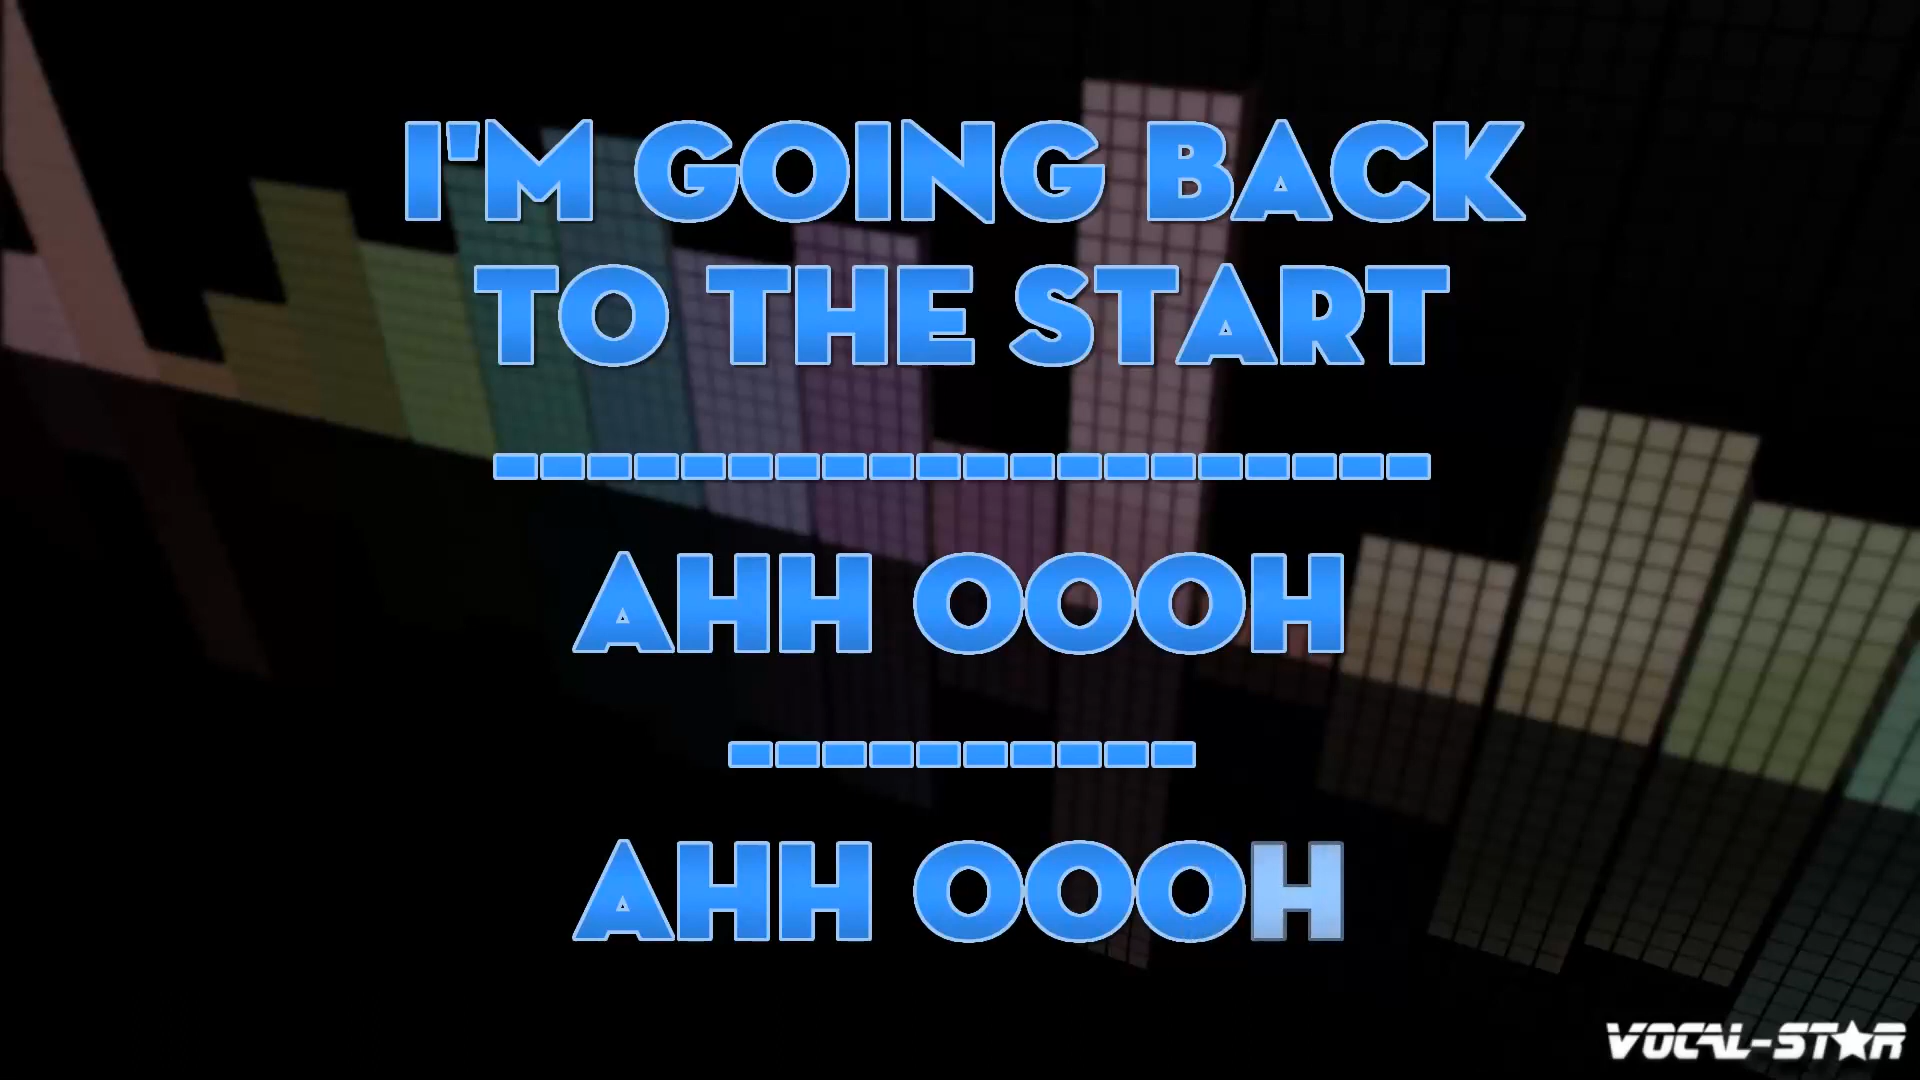 I'M GOING BACK
TO THE START
--------------------
AHH OOOH
----------
AHH OOOH
VOCAL-STAR